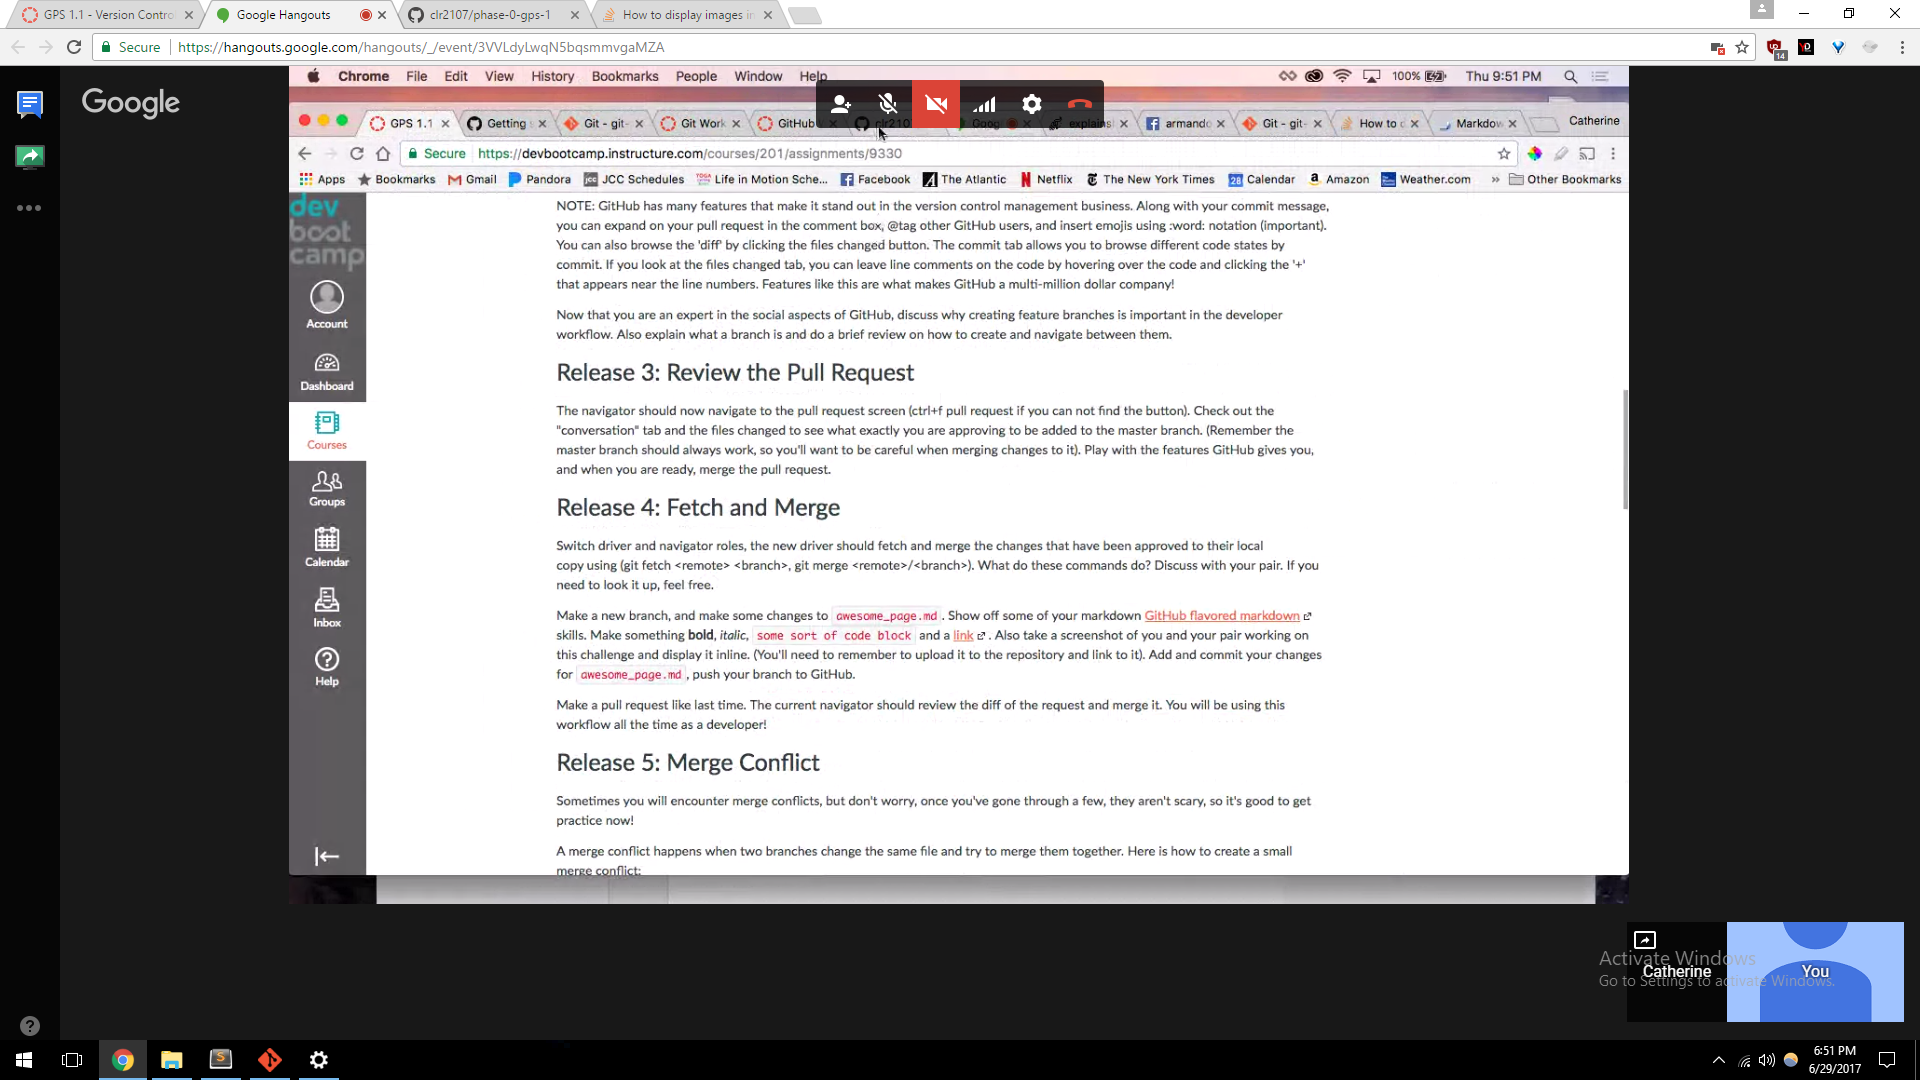 GPS 1.1 - Version Contro
Google Hangouts
clr2107/phase-0-gps-1
How to display images in
Secure
https://hangouts.google.com/hangouts/_/event/3VVLdyLwqN5bqsmmvgaMZA
14
Google
Chrome File Edit View History Bookmarks People Window Help
100% Thu 9:51 PM
GPS 1.1
Getting
Git - git-
Git Work
GitHub
clr2107
Goog
explains
armando
Git - git-
How to d
Markdow
Catherine
Secure https://devbootcamp.instructure.com/courses/201/assignments/9330
Apps Bookmarks Gmail Pandora JCC Schedules Life in Motion Sche... Facebook The Atlantic Netflix The New York Times Calendar Amazon Weather.com » Other Bookmarks
dev
boot
camp
Account
Dashboard
Courses
Groups
Calendar
Inbox
Help
NOTE: GitHub has many features that make it stand out in the version control management business. Along with your commit message,
you can expand on your pull request in the comment box, @tag other GitHub users, and insert emojis using :word: notation (important).
You can also browse the 'diff' by clicking the files changed button. The commit tab allows you to browse different code states by
commit. If you look at the files changed tab, you can leave line comments on the code by hovering over the code and clicking the '+'
that appears near the line numbers. Features like this are what makes GitHub a multi-million dollar company!
Now that you are an expert in the social aspects of GitHub, discuss why creating feature branches is important in the developer
workflow. Also explain what a branch is and do a brief review on how to create and navigate between them.
Release 3: Review the Pull Request
The navigator should now navigate to the pull request screen (ctrl+f pull request if you can not find the button). Check out the
"conversation" tab and the files changed to see what exactly you are approving to be added to the master branch. (Remember the
master branch should always work, so you'll want to be careful when merging changes to it). Play with the features GitHub gives you,
and when you are ready, merge the pull request.
Release 4: Fetch and Merge
Switch driver and navigator roles, the new driver should fetch and merge the changes that have been approved to their local
copy using (git fetch <remote> <branch>, git merge <remote>/<branch>). What do these commands do? Discuss with your pair. If you
need to look it up, feel free.
Make a new branch, and make some changes to awesome_page.md . Show off some of your markdown GitHub flavored markdown
skills. Make something bold, italic, some sort of code block and a link . Also take a screenshot of you and your pair working on
this challenge and display it inline. (You'll need to remember to upload it to the repository and link to it). Add and commit your changes
for awesome_page.md , push your branch to GitHub.
Make a pull request like last time. The current navigator should review the diff of the request and merge it. You will be using this
workflow all the time as a developer!
Release 5: Merge Conflict
Sometimes you will encounter merge conflicts, but don't worry, once you've gone through a few, they aren't scary, so it's good to get
practice now!
A merge conflict happens when two branches change the same file and try to merge them together. Here is how to create a small
merge conflict:
Catherine
You
Activate Windows
Go to Settings to activate Windows.
6:51 PM
6/29/2017